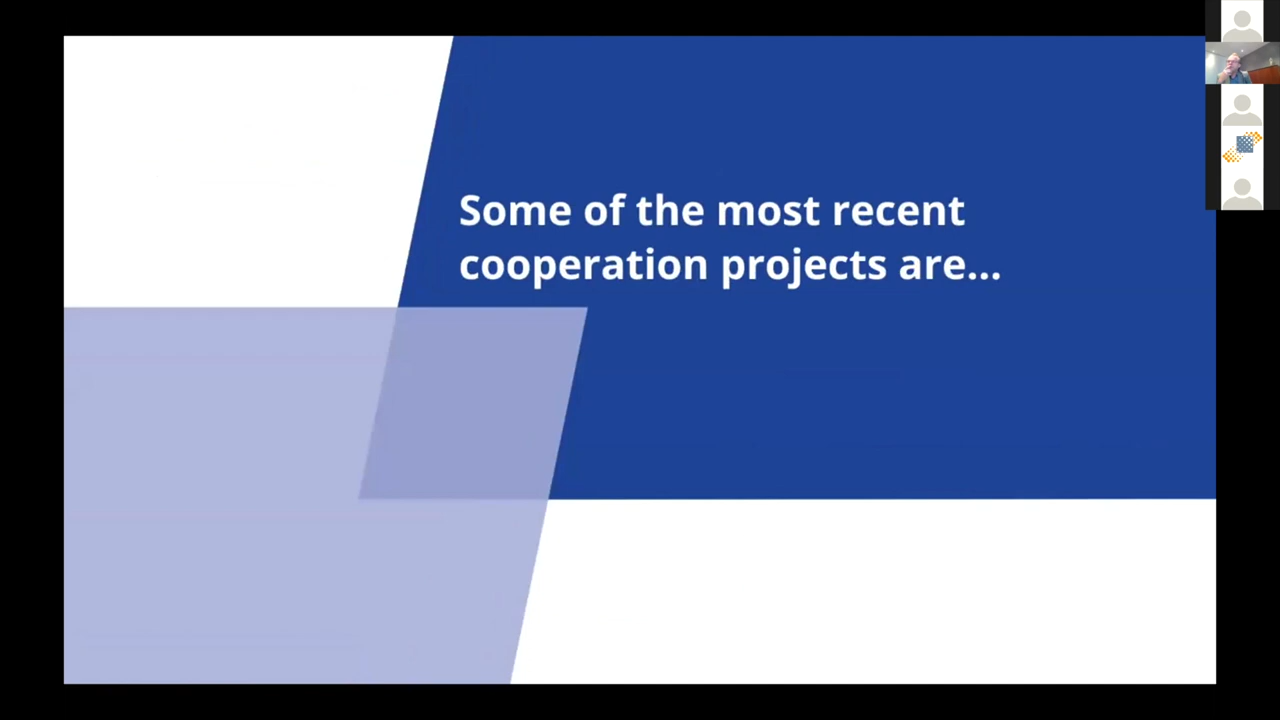 Some of the most recent
cooperation projects are...